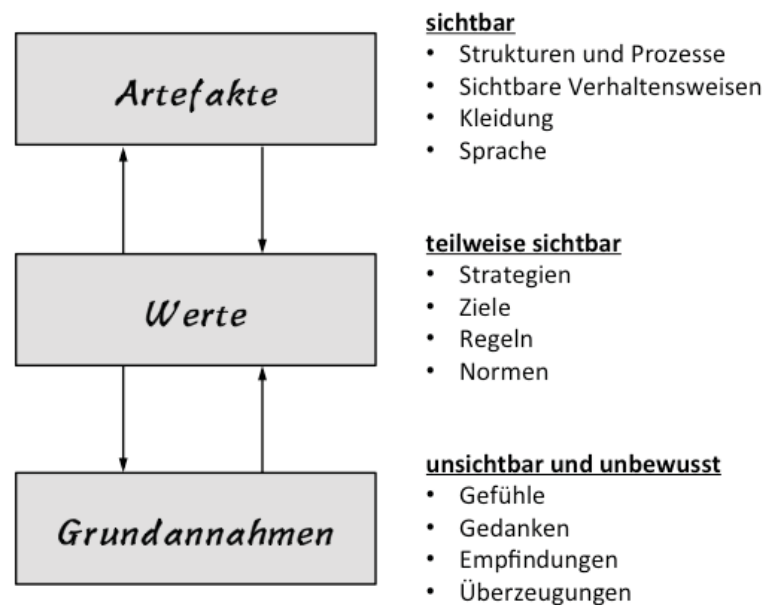 Artefakte
sichtbar
• Strukturen und Prozesse
• Sichtbare Verhaltensweisen
• Kleidung
• Sprache
Werte
teilweise sichtbar
• Strategien
• Ziele
• Regeln
• Normen
Grundannahmen
unsichtbar und unbewusst
• Gefühle
• Gedanken
• Empfindungen
• Überzeugungen